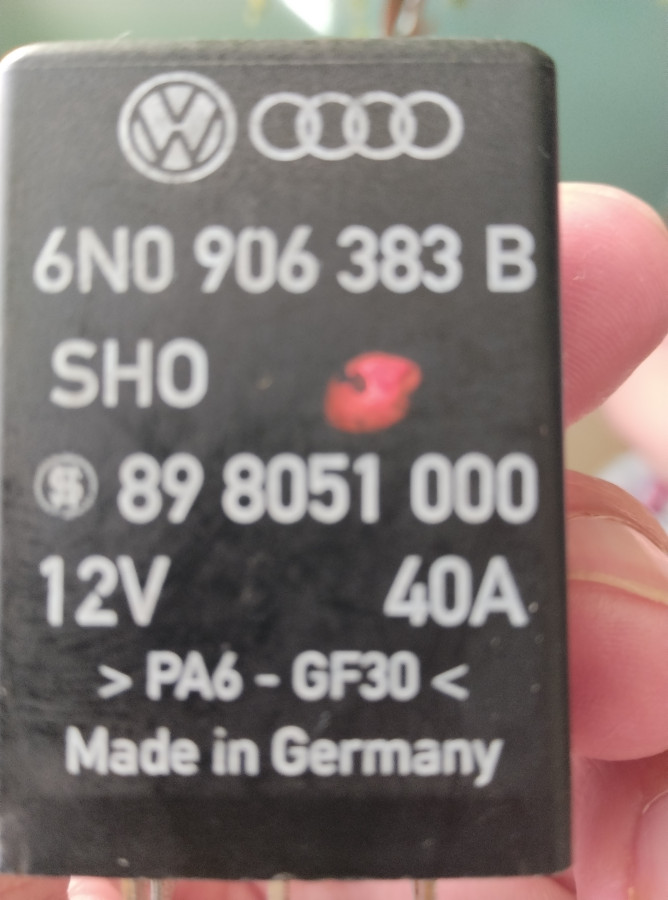 6N0 906 383 B
SHO
89 8051 000
12V 40A
> PA6 - GF30 <
Made in Germany